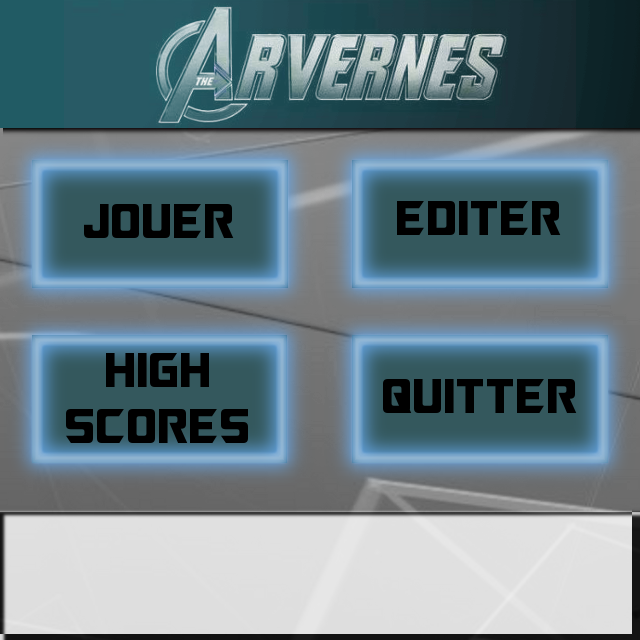 THE ARVERNES
JOUER
EDITER
HIGH
SCORES
QUITTER